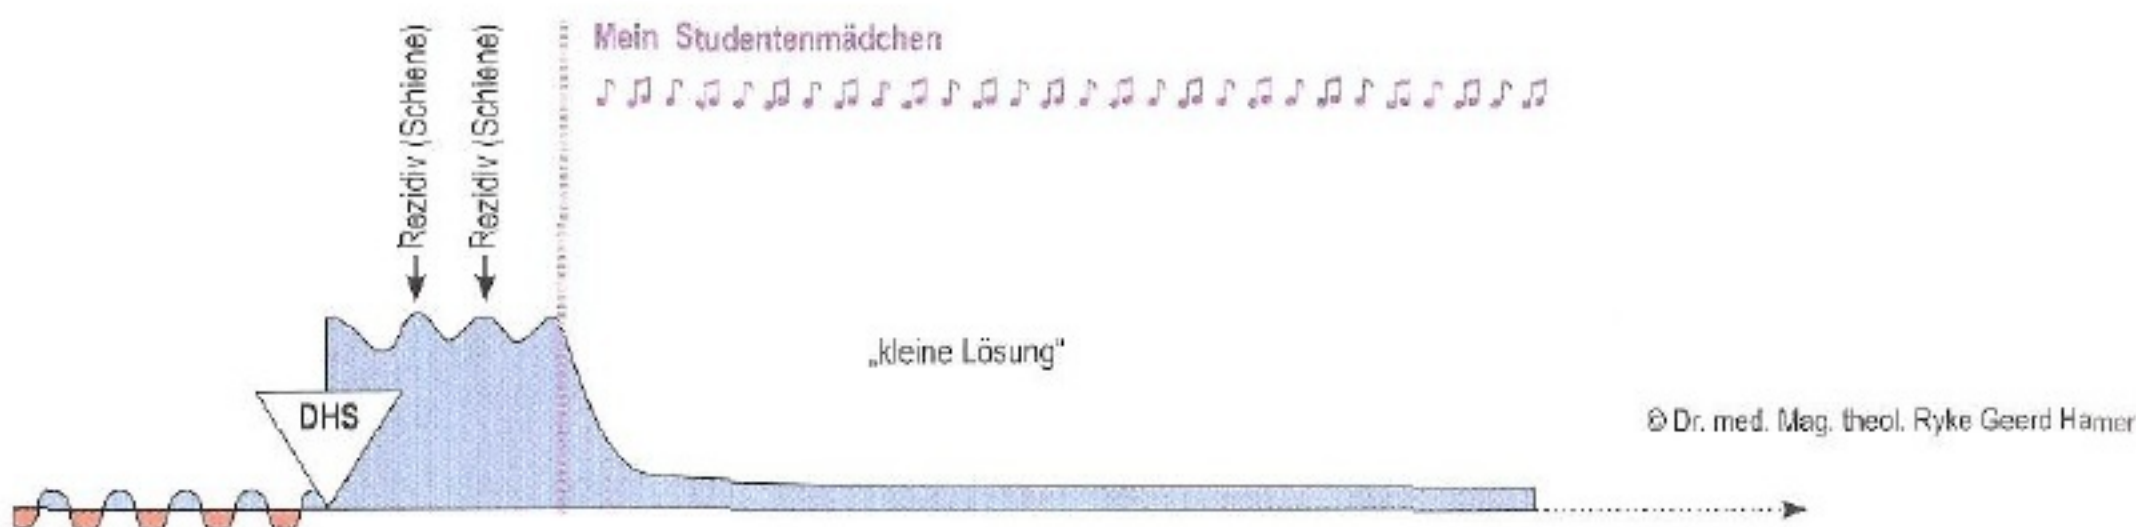 Rezidiv (Schiene)
Rezidiv (Schiene)
Mein Studentenmädchen
DHS
„kleine Lösung“
© Dr. med. Mag. theol. Ryke Geerd Hamer